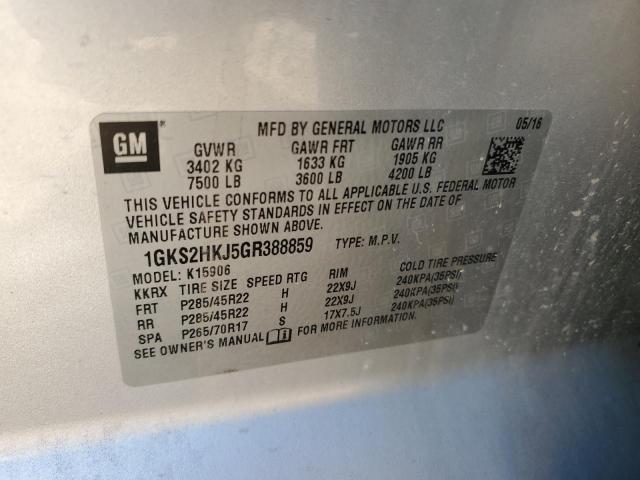 GM
MFD BY GENERAL MOTORS LLC 05/16
GVWR GAWR FRT GAWR RR
3402 KG 1633 KG 1905 KG
7500 LB 3600 LB 4200 LB
THIS VEHICLE CONFORMS TO ALL APPLICABLE U.S. FEDERAL MOTOR
VEHICLE SAFETY STANDARDS IN EFFECT ON THE DATE OF
MANUFACTURE SHOWN ABOVE.
1GKS2HKJ5GR388859 TYPE: M.P.V.
MODEL: K15906
KKRX TIRE SIZE SPEED RTG RIM COLD TIRE PRESSURE
FRT P285/45R22 H 22X9J 240KPA(35PSI)
RR P285/45R22 H 22X9J 240KPA(35PSI)
SPA P265/70R17 S 17X7.5J 240KPA(35PSI)
SEE OWNER'S MANUAL FOR MORE INFORMATION.